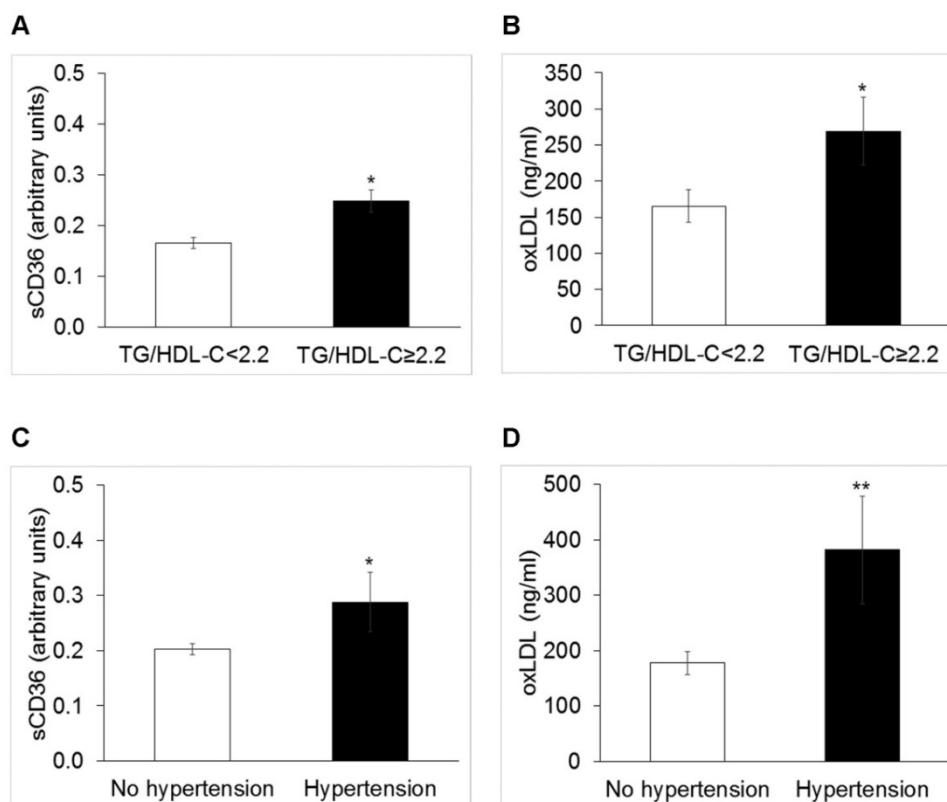 A
sCD36 (arbitrary units)
0.5
0.4
0.3
0.2
0.1
0.0
*
TG/HDL-C<2.2 TG/HDL-C≥2.2
B
oxLDL (ng/ml)
350
300
250
200
150
100
50
0
*
TG/HDL-C<2.2 TG/HDL-C≥2.2
C
sCD36 (arbitrary units)
0.5
0.4
0.3
0.2
0.1
0.0
*
No hypertension Hypertension
D
oxLDL (ng/ml)
500
400
300
200
100
0
**
No hypertension Hypertension